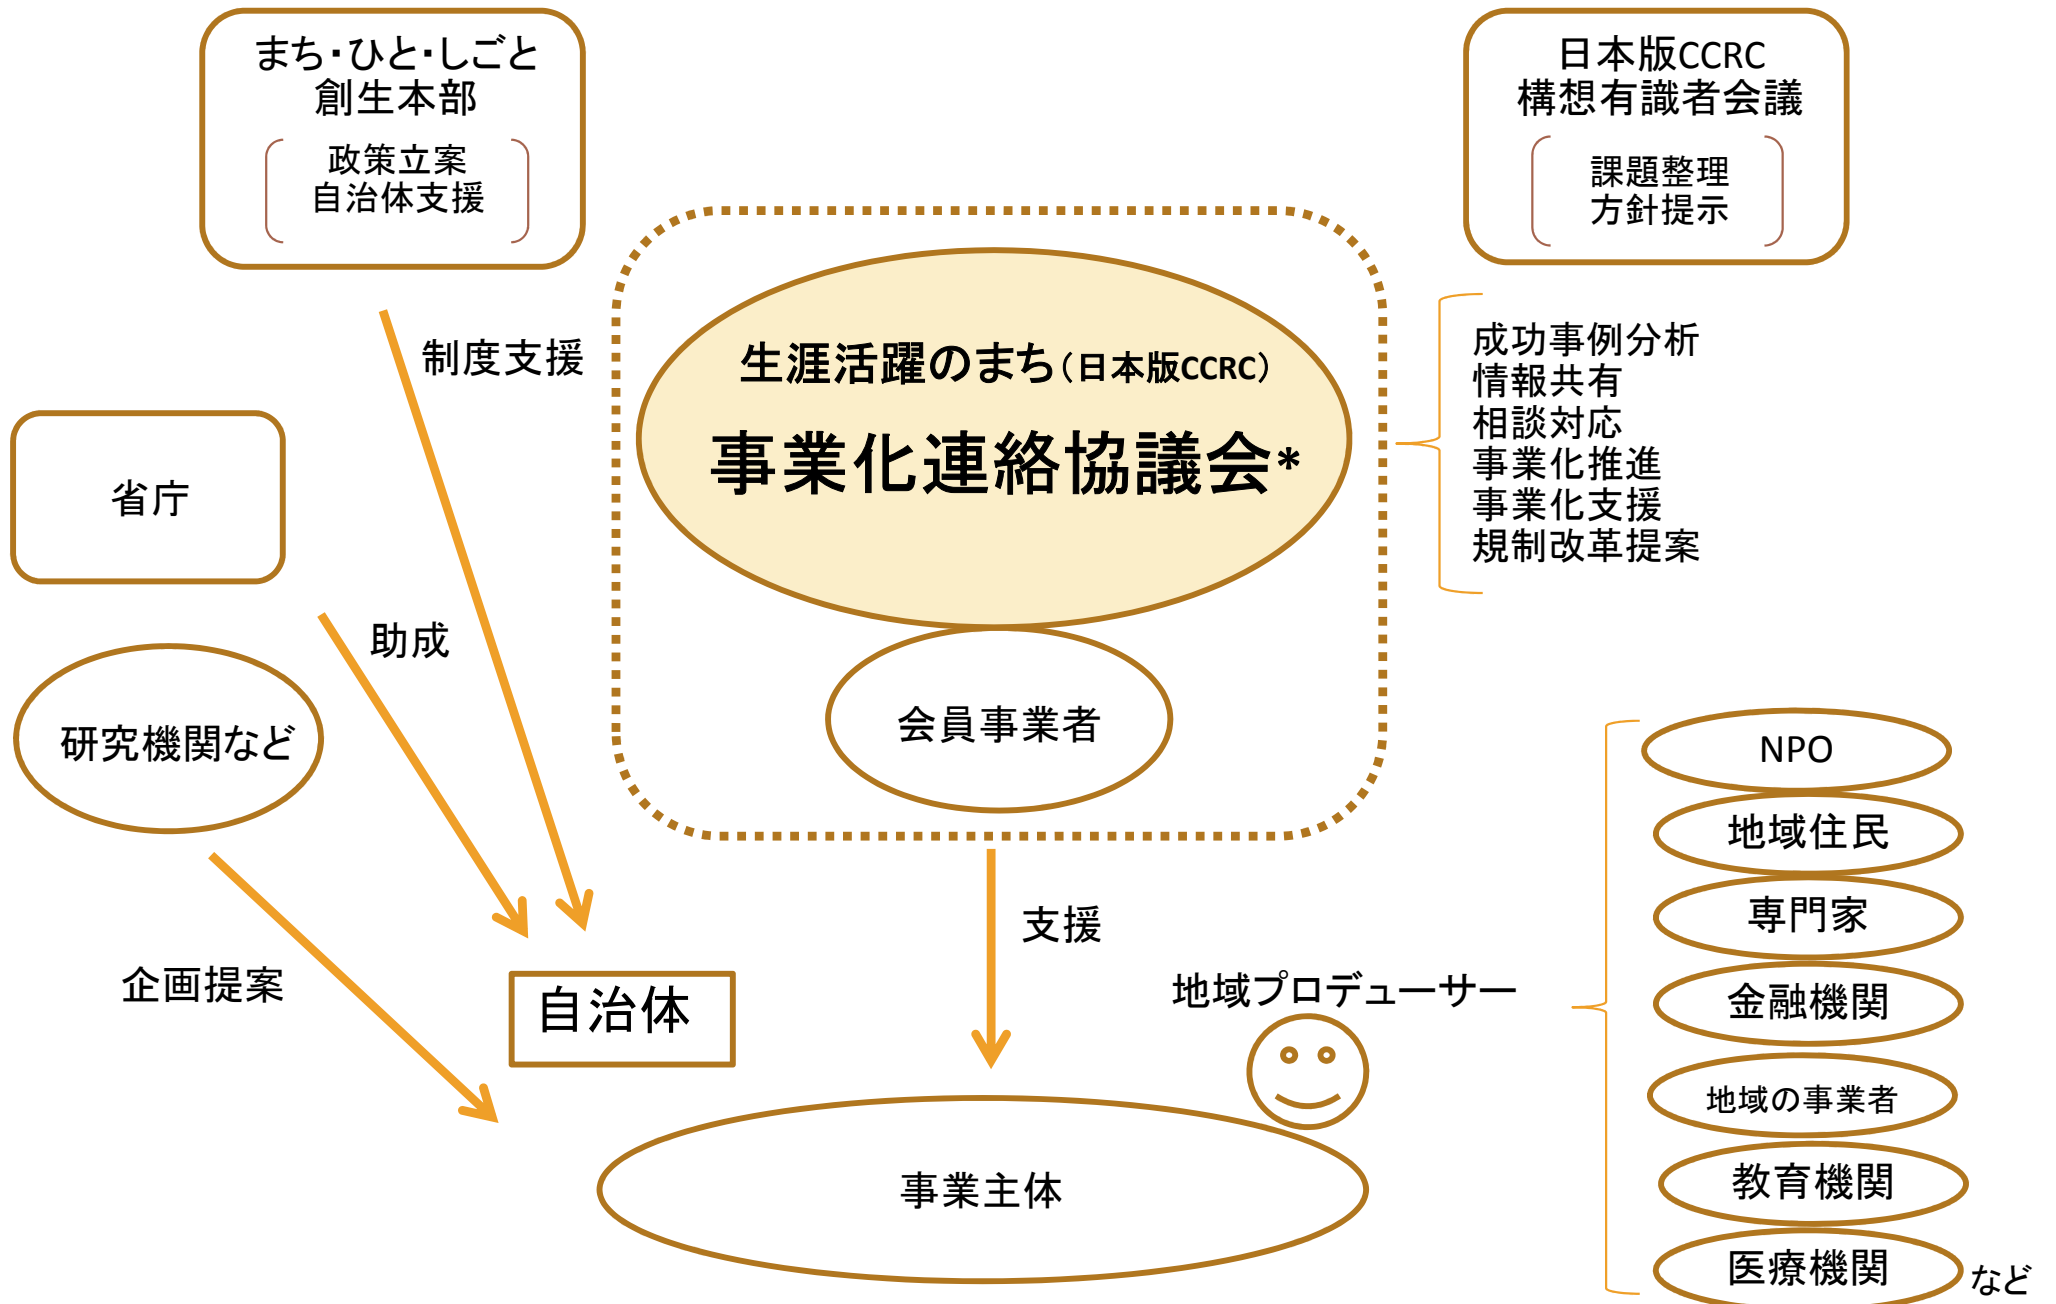 まち・ひと・しごと
創生本部
政策立案
自治体支援
日本版CCRC
構想有識者会議
課題整理
方針提示
制度支援
生涯活躍のまち（日本版CCRC）
事業化連絡協議会*
成功事例分析
情報共有
相談対応
事業化推進
事業化支援
規制改革提案
省庁
助成
研究機関など
会員事業者
企画提案
自治体
支援
地域プロデューサー
事業主体
NPO
地域住民
専門家
金融機関
地域の事業者
教育機関
医療機関
など